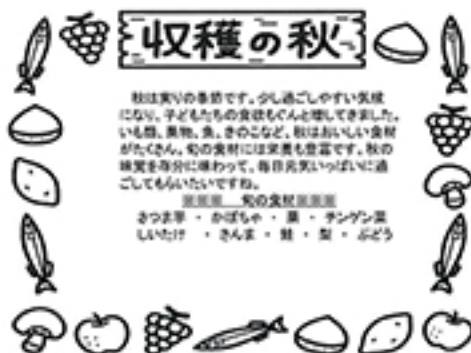 収穫の秋
秋は実りの季節です。少し過ごしやすい気候
になり、子どもたちの食欲もぐんと増してきました。
いも類、果物、魚、きのこなど、秋はおいしい食材
がたくさん。旬の食材には栄養も豊富です。秋の
味覚を存分に味わって、毎日元気いっぱいに過
ごしてもらいたいですね。
旬の食材
さつま芋 ・ かぼちゃ ・ 栗 ・ チンゲン菜
しいたけ ・ さんま ・ 鮭 ・ 梨 ・ ぶどう